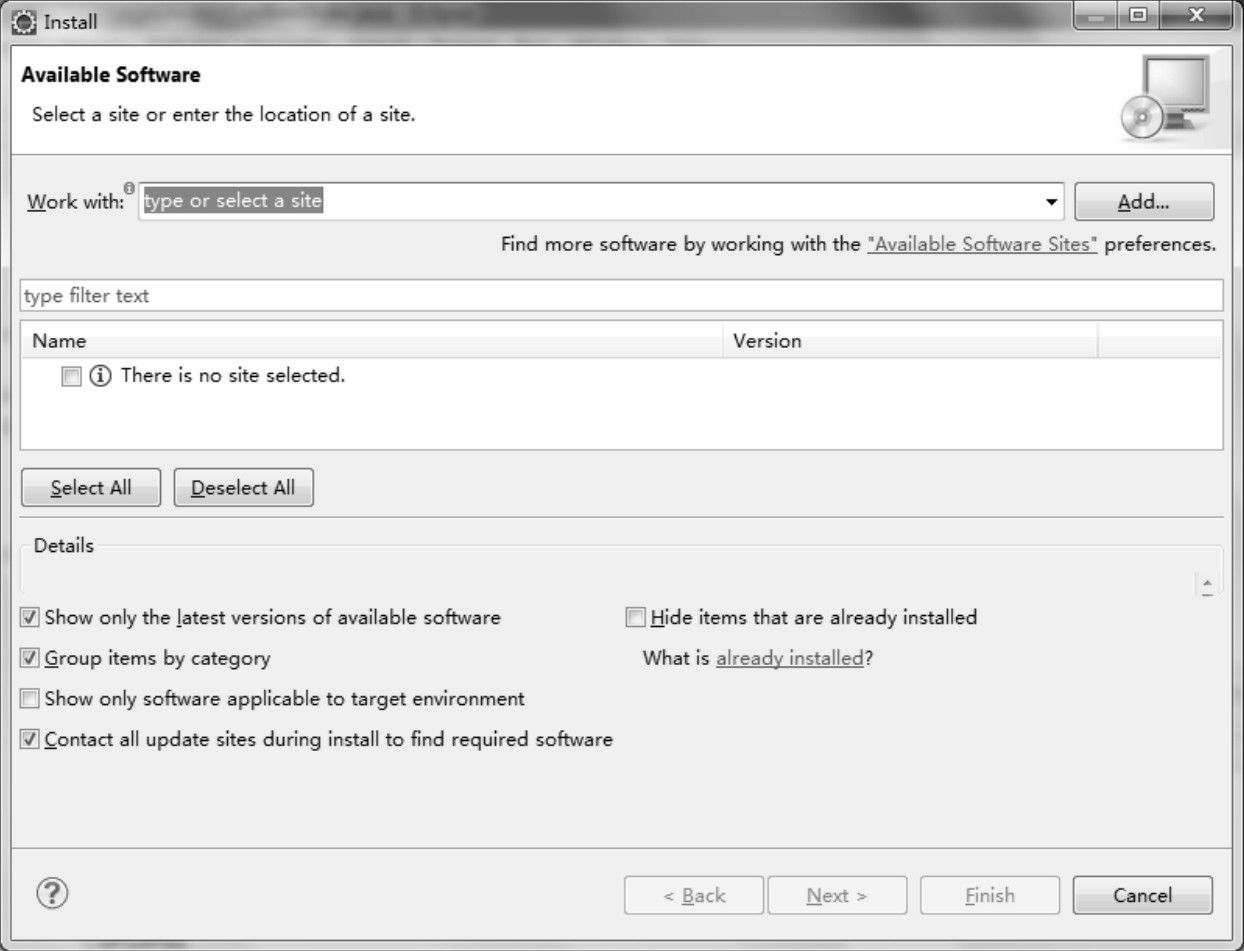 Install
Available Software
Select a site or enter the location of a site.
Work with: type or select a site Add...
Find more software by working with the "Available Software Sites" preferences.
type filter text
Name Version
There is no site selected.
Select All Deselect All
Details
Show only the latest versions of available software Hide items that are already installed
Group items by category What is already installed?
Show only software applicable to target environment
Contact all update sites during install to find required software
< Back Next > Finish Cancel